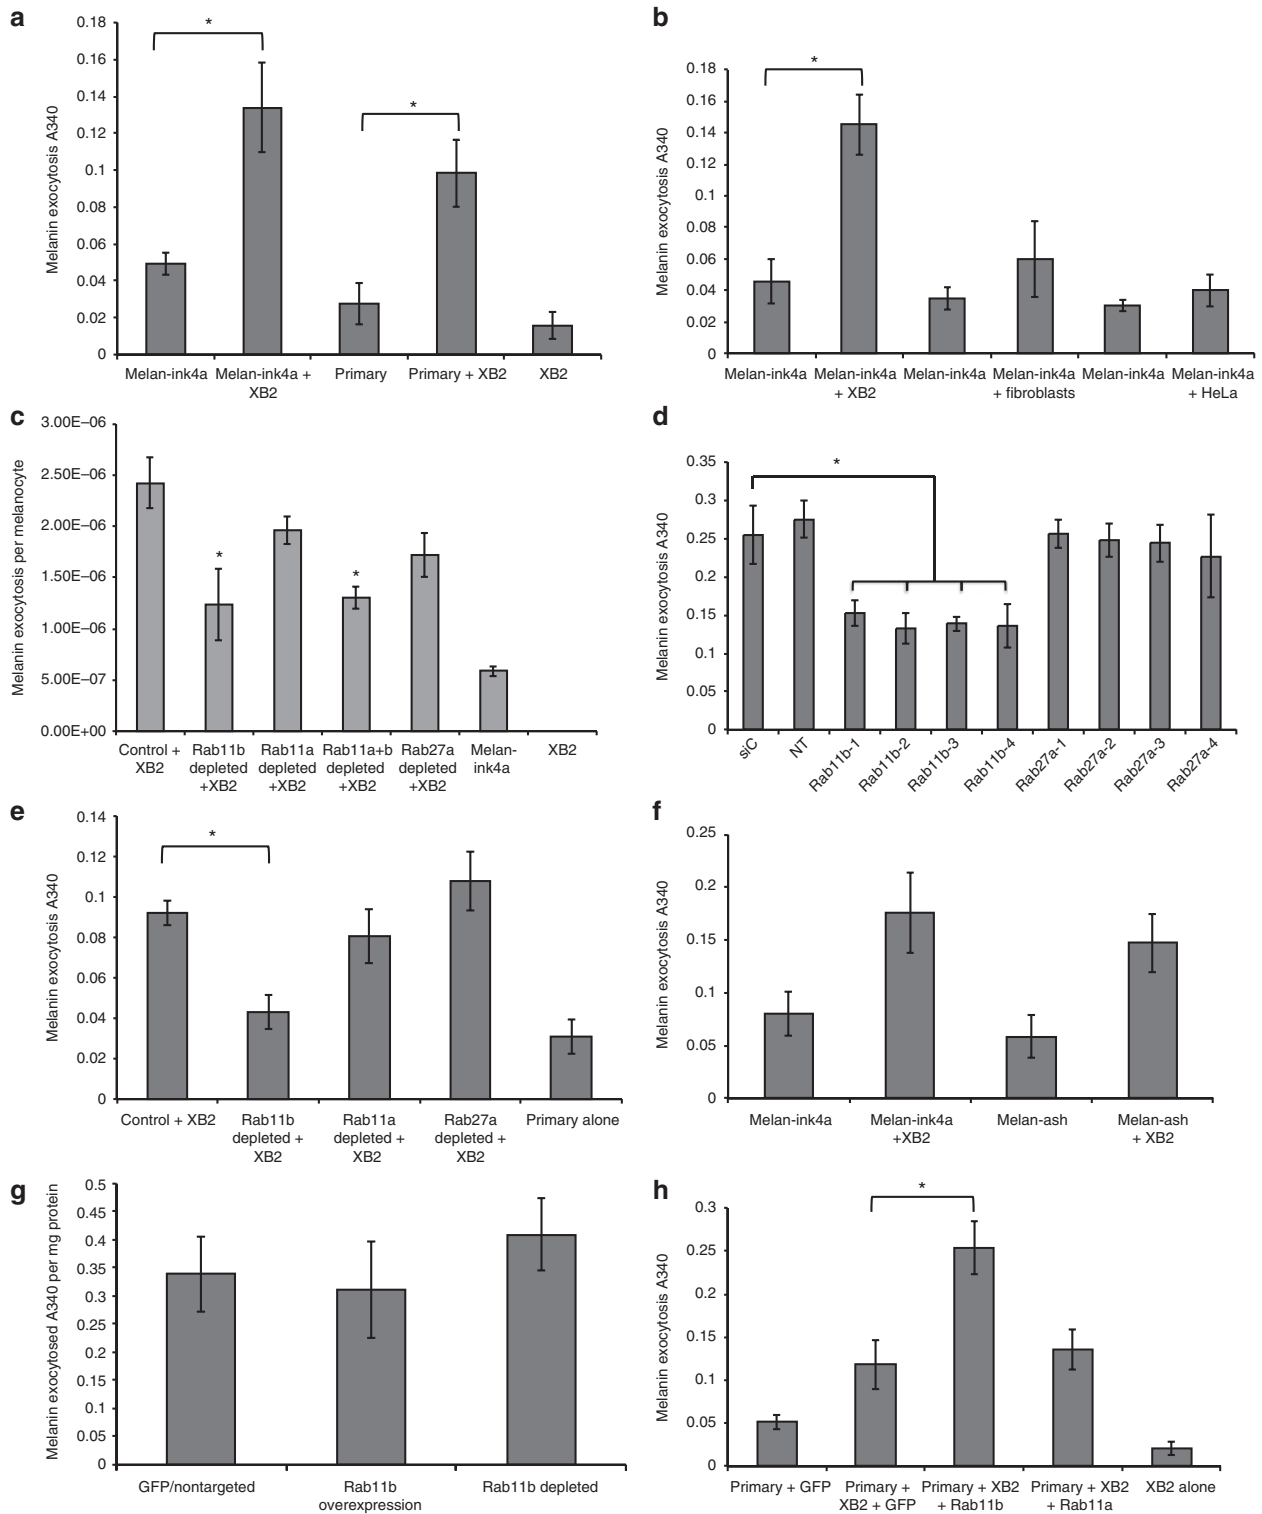 a
0.18
0.16
0.14
0.12
0.1
0.08
0.06
0.04
0.02
0
Melanin exocytosis A340
*
*
Melan-ink4a
Melan-ink4a +
XB2
Primary
Primary + XB2
XB2
b
0.18
0.16
0.14
0.12
0.1
0.08
0.06
0.04
0.02
0
Melanin exocytosis A340
*
Melan-ink4a
Melan-ink4a
+ XB2
Melan-ink4a
Melan-ink4a
+ fibroblasts
Melan-ink4a
Melan-ink4a
+ HeLa
c
3.00E–06
2.50E–06
2.00E–06
1.50E–06
1.00E–06
5.00E–07
0.00E+00
Melanin exocytosis per melanocyte
*
*
Control +
XB2
Rab11b
depleted
+XB2
Rab11a
depleted
+XB2
Rab11a+b
depleted
+XB2
Rab27a
depleted
+XB2
Melan-
ink4a
XB2
d
0.35
0.3
0.25
0.2
0.15
0.1
0.05
0
Melanin exocytosis A340
*
siC
NT
Rab11b-1
Rab11b-2
Rab11b-3
Rab11b-4
Rab27a-1
Rab27a-2
Rab27a-3
Rab27a-4
e
0.14
0.12
0.1
0.08
0.06
0.04
0.02
0
Melanin exocytosis A340
*
Control + XB2
Rab11b
depleted +
XB2
Rab11a
depleted +
XB2
Rab27a
depleted +
XB2
Primary alone
f
0.25
0.2
0.15
0.1
0.05
0
Melanin exocytosis A340
Melan-ink4a
Melan-ink4a
+XB2
Melan-ash
Melan-ash
+ XB2
g
0.5
0.45
0.4
0.35
0.3
0.25
0.2
0.15
0.1
0.05
0
Melanin exocytosed A340 per mg protein
GFP/nontargeted
Rab11b
overexpression
Rab11b depleted
h
0.3
0.25
0.2
0.15
0.1
0.05
0
Melanin exocytosis A340
*
Primary + GFP
Primary +
XB2 + GFP
Primary + XB2
+ Rab11b
Primary + XB2
+ Rab11a
XB2 alone